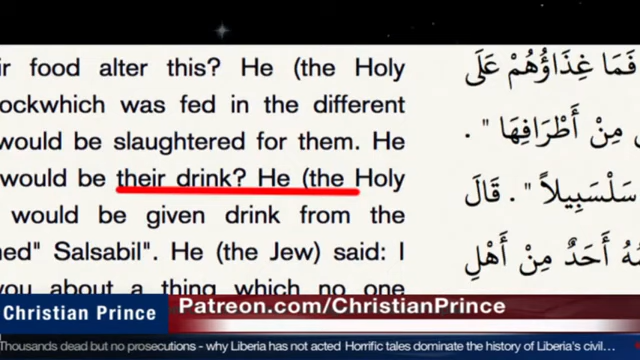 ir food alter this? He (the Holy
ockwhich was fed in the different
would be slaughtered for them. He
would be their drink? He (the Holy
would be given drink from the
med" Salsabil". He (the Jew) said: I
you about a thing which no one
فَمَا غِذَاؤُهُمْ عَلَى
مِنْ أَطْرَافِهَا " .
سَلْسَبِيلاً " . قَالَ
أَحَدٌ مِنْ أَهْلِ
Christian Prince
Patreon.com/ChristianPrince
Thousands dead but no prosecutions - why Liberia has not acted Horrific tales dominate the history of Liberia's civil...